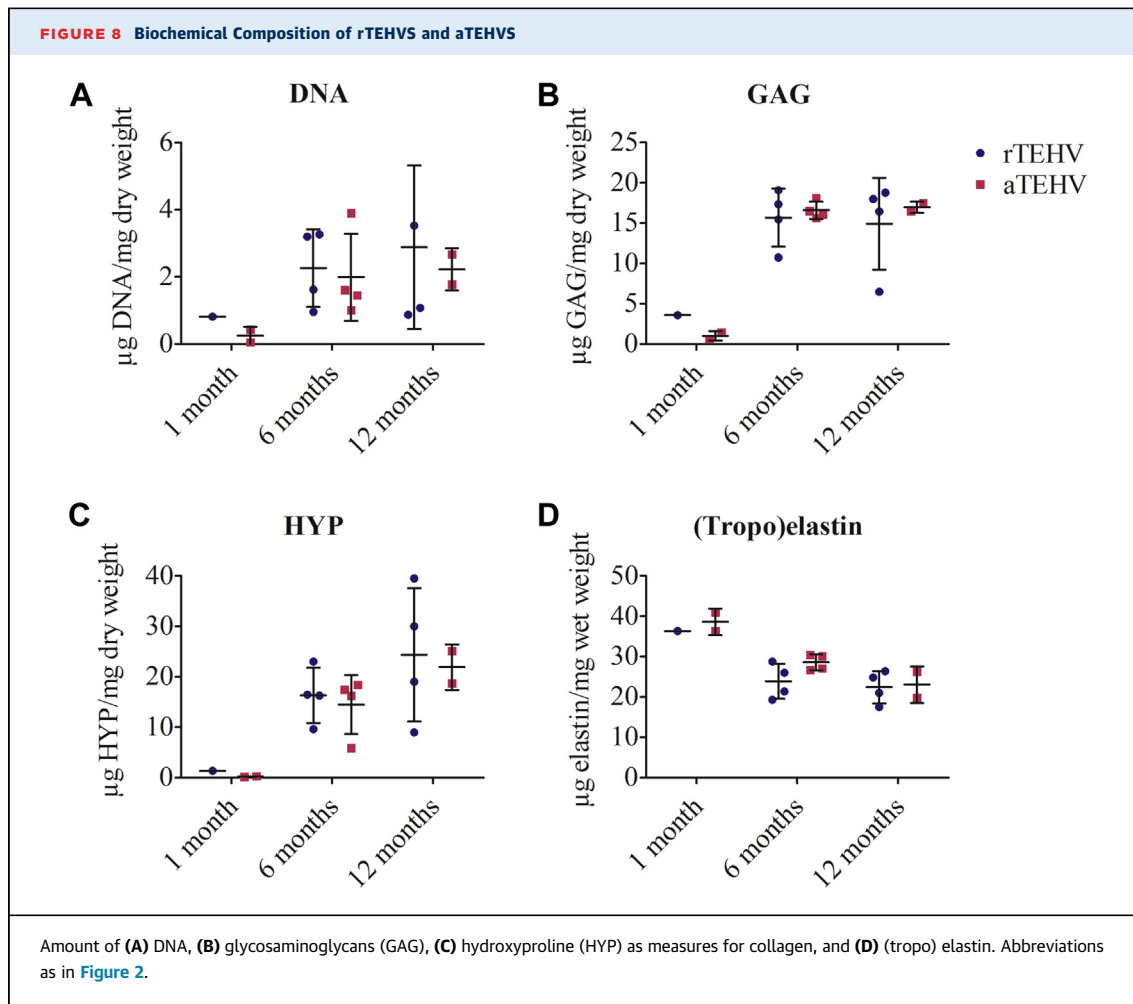 FIGURE 8 Biochemical Composition of rTEHVS and aTEHVS
A
DNA
µg DNA/mg dry weight
6
4
2
0
1 month
6 months
12 months
B
GAG
µg GAG/mg dry weight
25
20
15
10
5
0
1 month
6 months
12 months
rTEHV
aTEHV
C
HYP
µg HYP/mg dry weight
40
30
20
10
0
1 month
6 months
12 months
D
(Tropo)elastin
µg elastin/mg wet weight
50
40
30
20
10
0
1 month
6 months
12 months
Amount of (A) DNA, (B) glycosaminoglycans (GAG), (C) hydroxyproline (HYP) as measures for collagen, and (D) (tropo) elastin. Abbreviations
as in Figure 2.